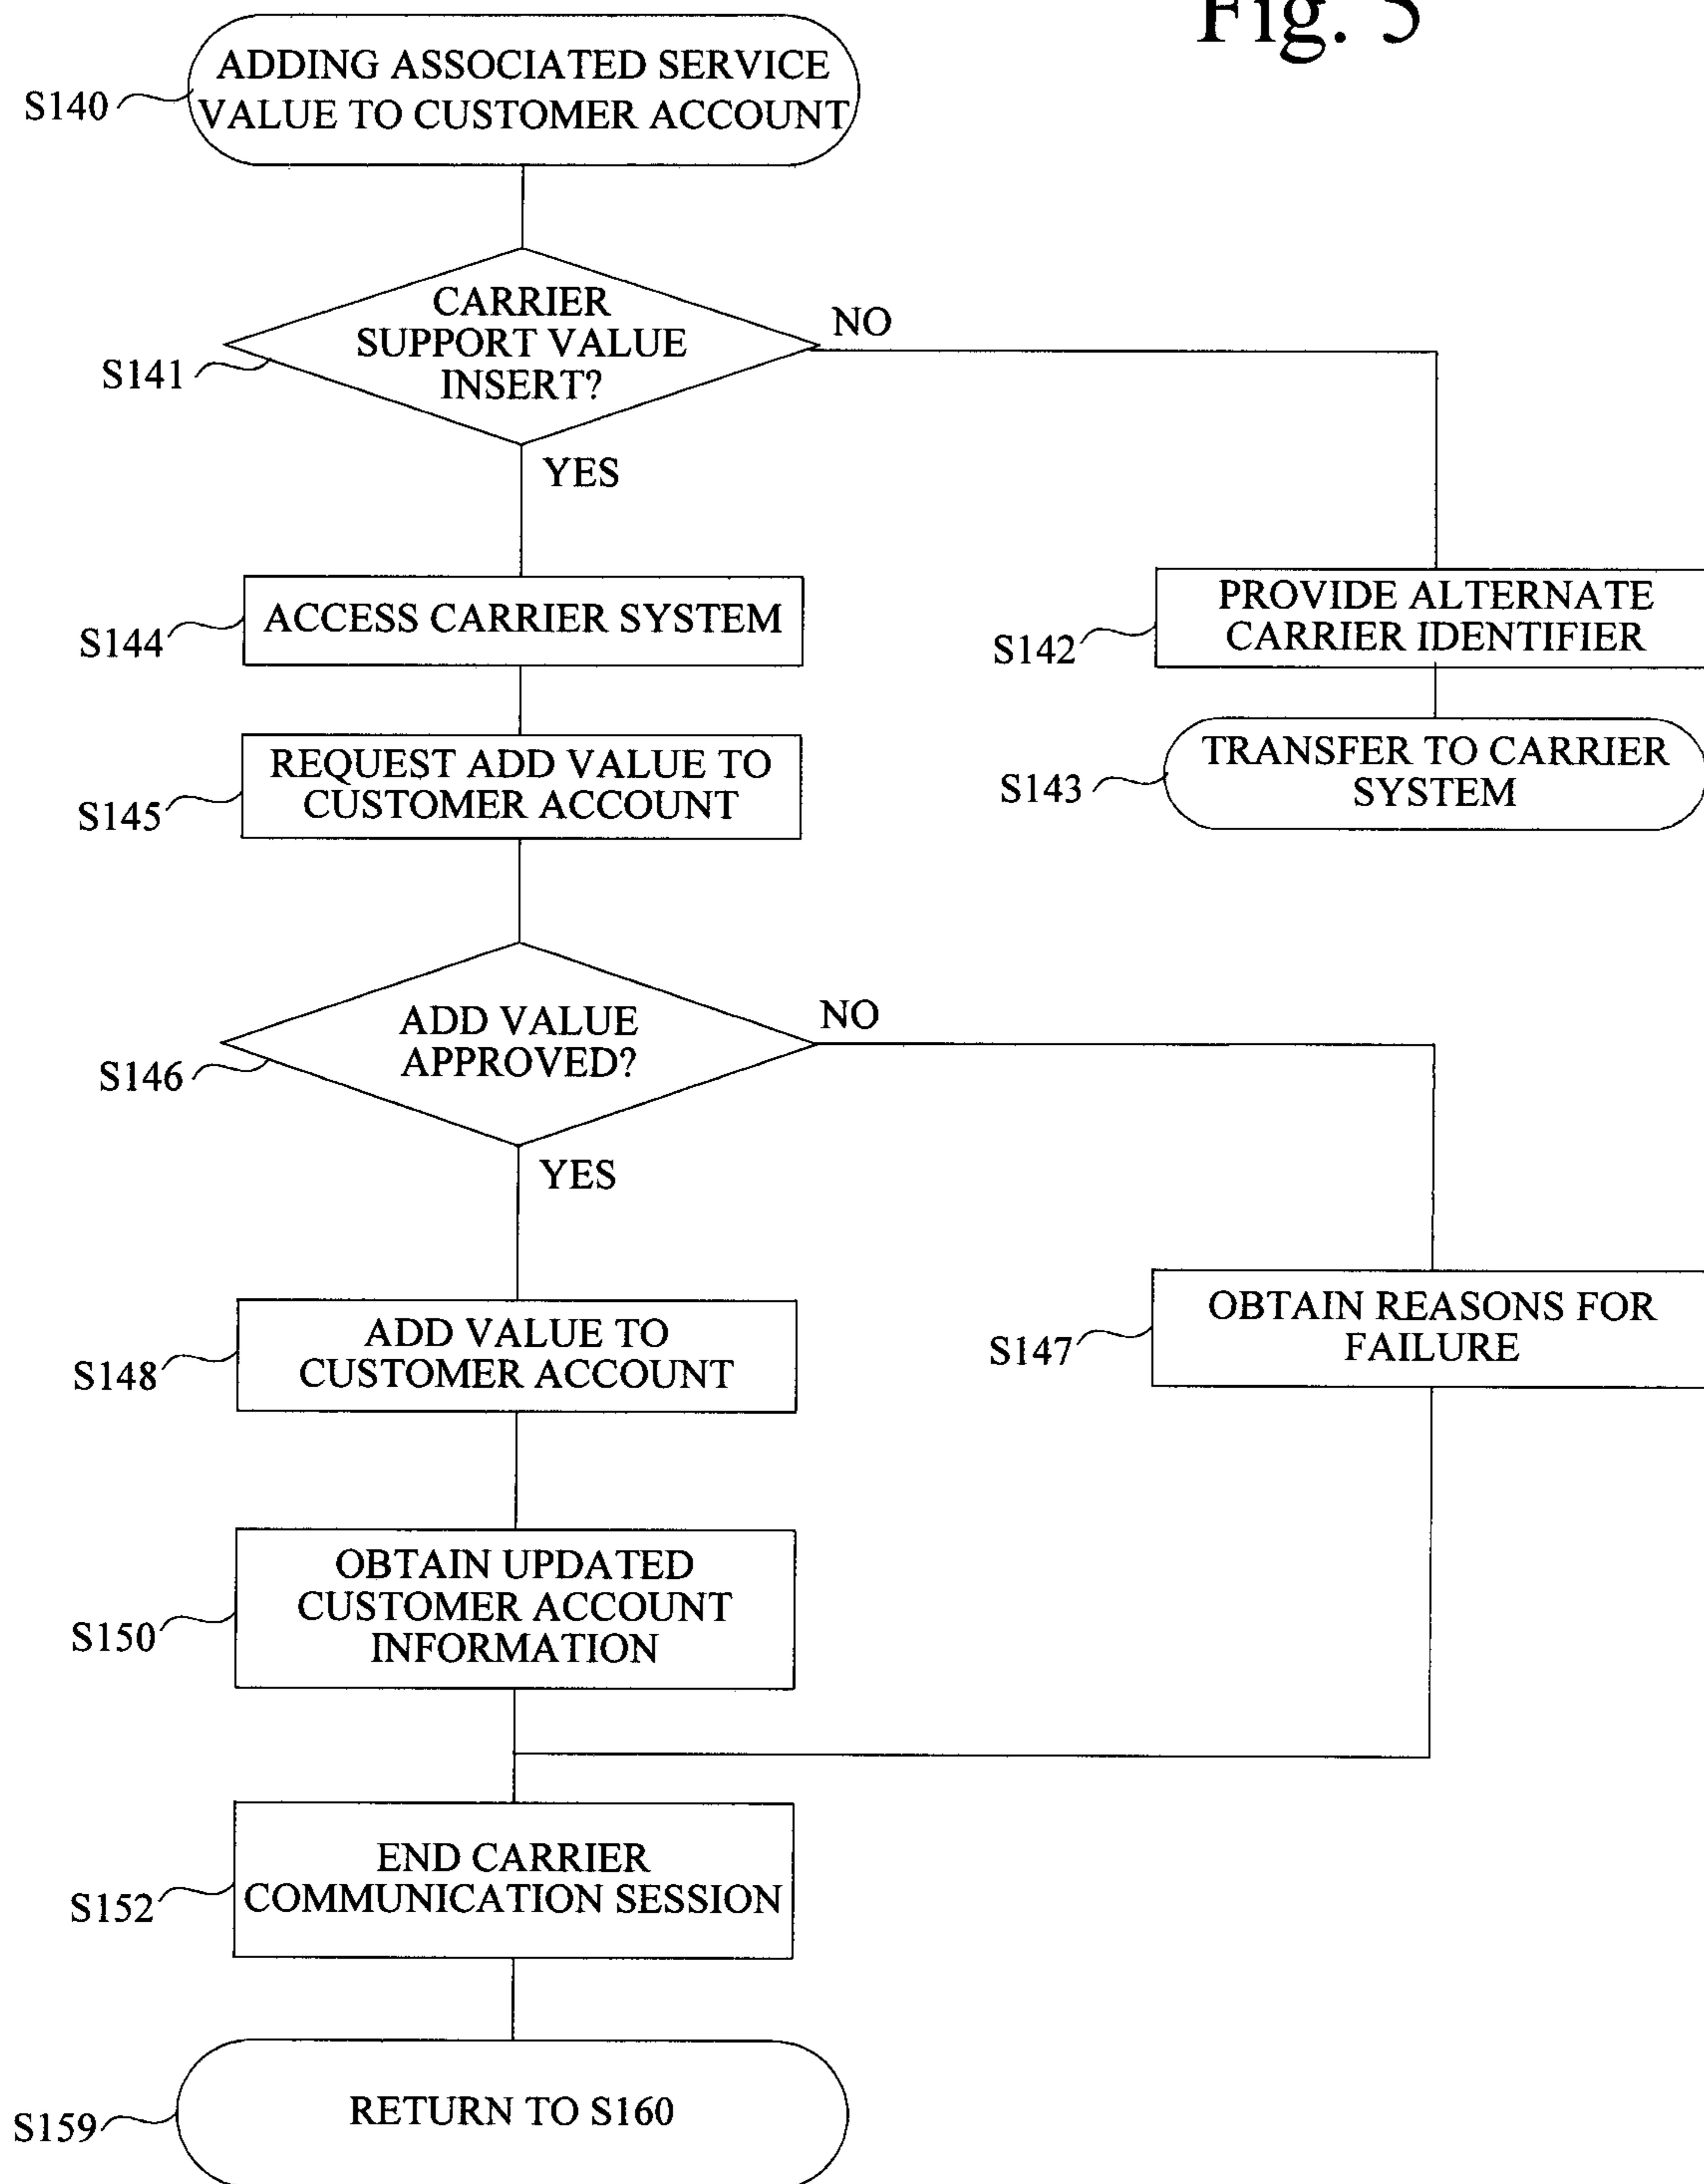 Fig. 5
ADDING ASSOCIATED SERVICE
VALUE TO CUSTOMER ACCOUNT
S140
CARRIER
SUPPORT VALUE
INSERT?
S141
NO
YES
ACCESS CARRIER SYSTEM
S144
PROVIDE ALTERNATE
CARRIER IDENTIFIER
S142
REQUEST ADD VALUE TO
CUSTOMER ACCOUNT
S145
TRANSFER TO CARRIER
SYSTEM
S143
ADD VALUE
APPROVED?
S146
NO
YES
ADD VALUE TO
CUSTOMER ACCOUNT
S148
OBTAIN REASONS FOR
FAILURE
S147
OBTAIN UPDATED
CUSTOMER ACCOUNT
INFORMATION
S150
END CARRIER
COMMUNICATION SESSION
S152
RETURN TO S160
S159